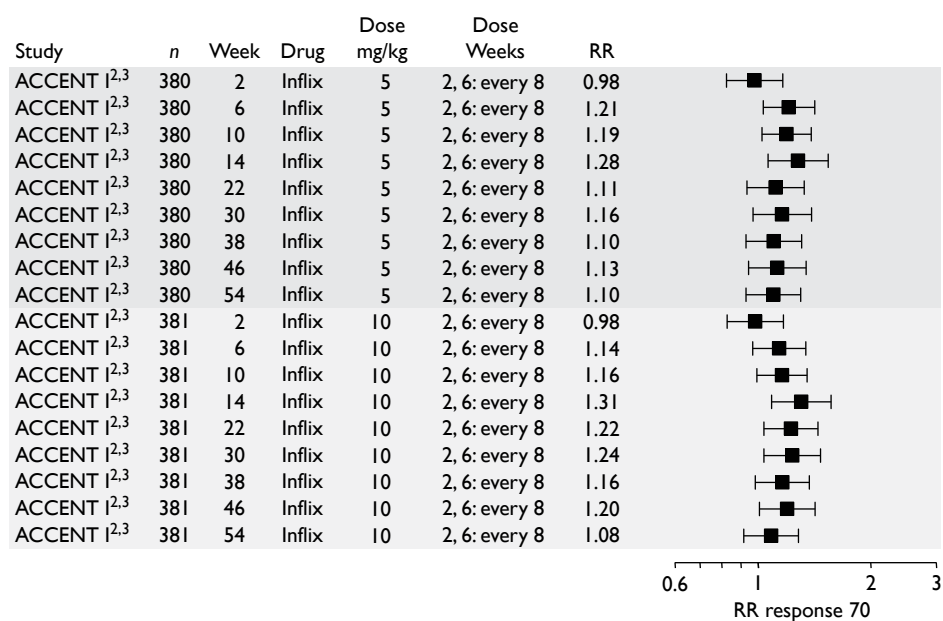 Study n Week Drug Dose mg/kg Dose Weeks RR
ACCENT I2,3 380 2 Inflix 5 2, 6: every 8 0.98
ACCENT I2,3 380 6 Inflix 5 2, 6: every 8 1.21
ACCENT I2,3 380 10 Inflix 5 2, 6: every 8 1.19
ACCENT I2,3 380 14 Inflix 5 2, 6: every 8 1.28
ACCENT I2,3 380 22 Inflix 5 2, 6: every 8 1.11
ACCENT I2,3 380 30 Inflix 5 2, 6: every 8 1.16
ACCENT I2,3 380 38 Inflix 5 2, 6: every 8 1.10
ACCENT I2,3 380 46 Inflix 5 2, 6: every 8 1.13
ACCENT I2,3 380 54 Inflix 5 2, 6: every 8 1.10
ACCENT I2,3 381 2 Inflix 10 2, 6: every 8 0.98
ACCENT I2,3 381 6 Inflix 10 2, 6: every 8 1.14
ACCENT I2,3 381 10 Inflix 10 2, 6: every 8 1.16
ACCENT I2,3 381 14 Inflix 10 2, 6: every 8 1.31
ACCENT I2,3 381 22 Inflix 10 2, 6: every 8 1.22
ACCENT I2,3 381 30 Inflix 10 2, 6: every 8 1.24
ACCENT I2,3 381 38 Inflix 10 2, 6: every 8 1.16
ACCENT I2,3 381 46 Inflix 10 2, 6: every 8 1.20
ACCENT I2,3 381 54 Inflix 10 2, 6: every 8 1.08
0.6 1 2 3
RR response 70